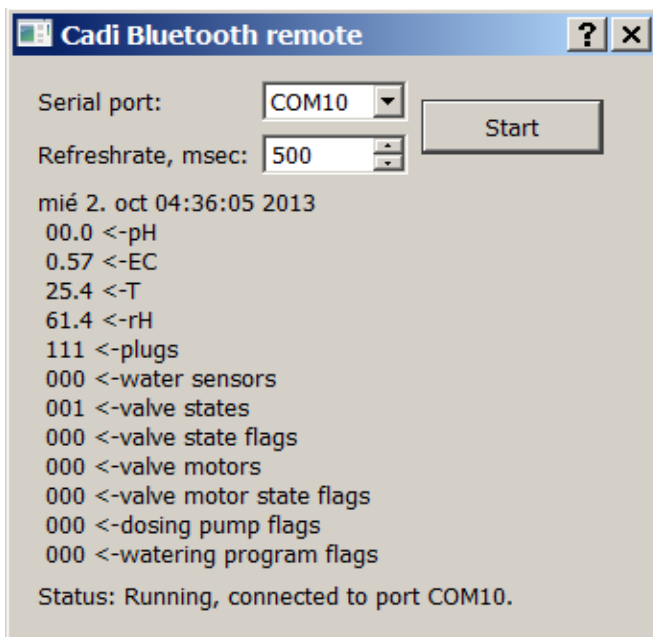 Cadi Bluetooth remote
Serial port: COM10
Start
Refreshrate, msec: 500
mié 2. oct 04:36:05 2013
00.0 <-pH
0.57 <-EC
25.4 <-T
61.4 <-rH
111 <-plugs
000 <-water sensors
001 <-valve states
000 <-valve state flags
000 <-valve motors
000 <-valve motor state flags
000 <-dosing pump flags
000 <-watering program flags
Status: Running, connected to port COM10.